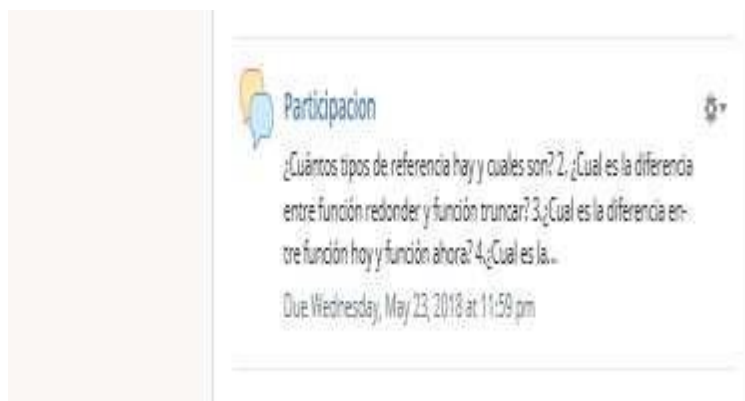 Participacion
¿Cuántos tipos de referencia hay y cuales son? 2. ¿Cual es la diferencia
entre función redonder y función truncar? 3.¿Cual es la diferencia en-
tre función hoy y función ahora? 4.¿Cual es la...
Due Wednesday, May 23, 2018 at 11:59 pm